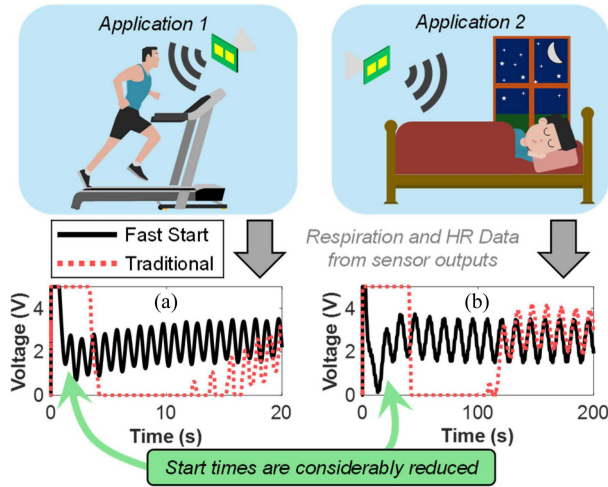 Application 1
Application 2
Fast Start
Traditional
Respiration and HR Data
from sensor outputs
Voltage (V)
4
2
0
(a)
0
10
20
Time (s)
Voltage (V)
4
2
0
(b)
0
100
200
Time (s)
Start times are considerably reduced